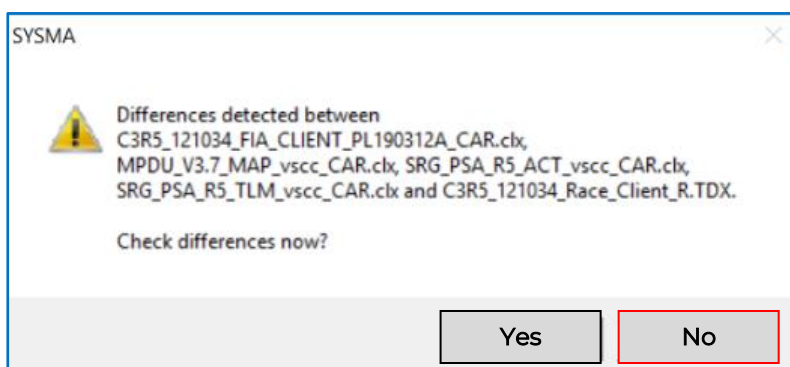 SYSMA
Differences detected between
C3R5_121034_FIA_CLIENT_PL190312A_CAR.clx,
MPDU_V3.7_MAP_vscc_CAR.clx, SRG_PSA_R5_ACT_vscc_CAR.clx,
SRG_PSA_R5_TLM_vscc_CAR.clx and C3R5_121034_Race_Client_R.TDX.
Check differences now?
Yes
No